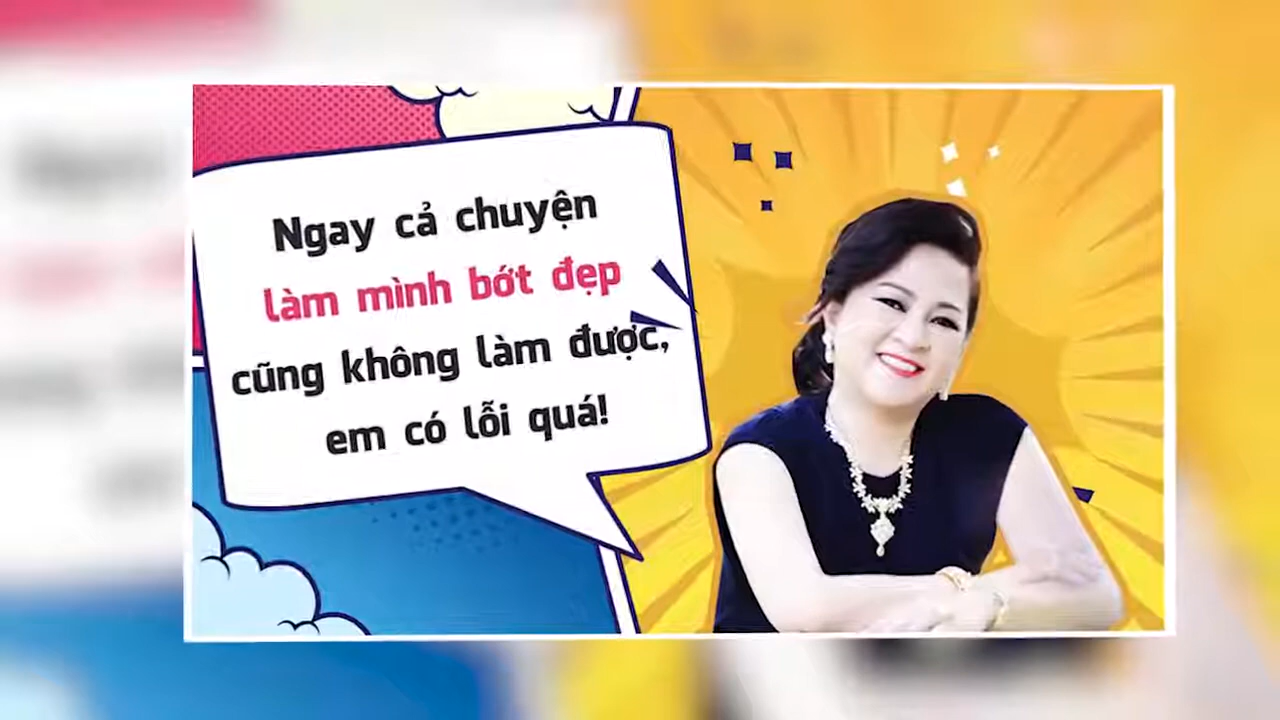 Ngay cả chuyện
làm mình bớt đẹp
cũng không làm được,
em có lỗi quá!